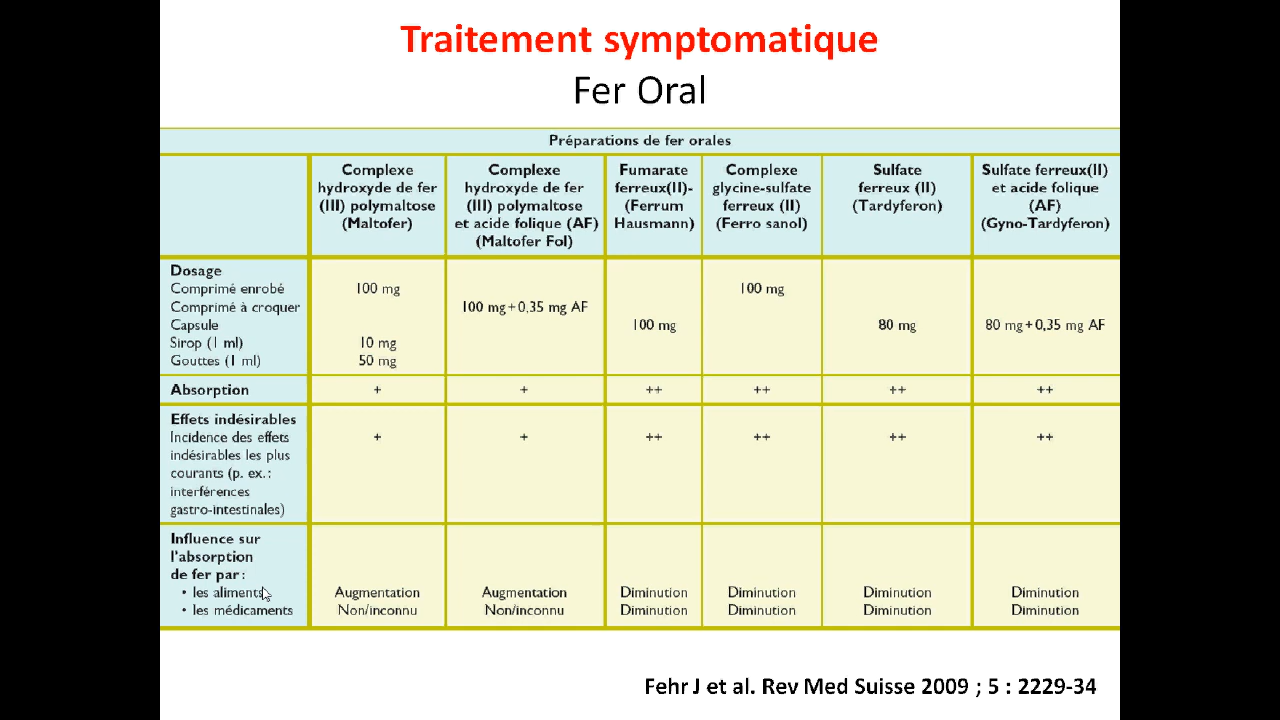 Traitement symptomatique
Fer Oral
Préparations de fer orales
Complexe
hydroxyde de fer
(III) polymaltose
(Maltofer)
Complexe
hydroxyde de fer
(III) polymaltose
et acide folique (AF)
(Maltofer Fol)
Fumarate
ferreux(II)-
(Ferrum
Hausmann)
Complexe
glycine-sulfate
ferreux (II)
(Ferro sanol)
Sulfate
ferreux (II)
(Tardyferon)
Sulfate ferreux(II)
et acide folique
(AF)
(Gyno-Tardyferon)
Dosage
Comprimé enrobé 100 mg 100 mg
Comprimé à croquer 100 mg + 0,35 mg AF
Capsule 100 mg 80 mg 80 mg + 0,35 mg AF
Sirop (1 ml) 10 mg
Gouttes (1 ml) 50 mg
Absorption + + ++ ++ ++ ++
Effets indésirables
Incidence des effets + + ++ ++ ++ ++
indésirables les plus
courants (p. ex. :
interférences
gastro-intestinales)
Influence sur
l'absorption
de fer par :
• les aliments Augmentation Augmentation Diminution Diminution Diminution Diminution
• les médicaments Non/inconnu Non/inconnu Diminution Diminution Diminution Diminution
Fehr J et al. Rev Med Suisse 2009 ; 5 : 2229-34